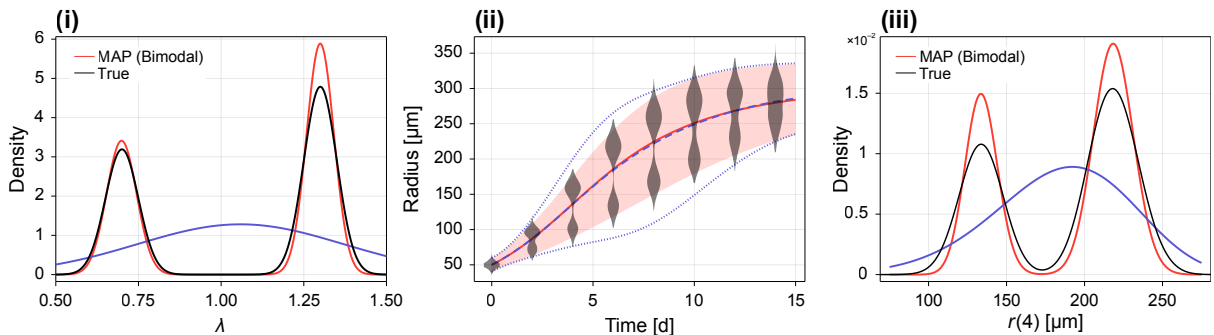 (i)
6
5
4
3
2
1
0
Density
MAP (Bimodal)
True
0.50
0.75
1.00
1.25
1.50
λ
(ii)
350
300
250
200
150
100
50
Radius [µm]
0
5
10
15
Time [d]
(iii)
×10⁻²
1.5
1
0.5
0
Density
MAP (Bimodal)
True
100
150
200
250
r(4) [µm]